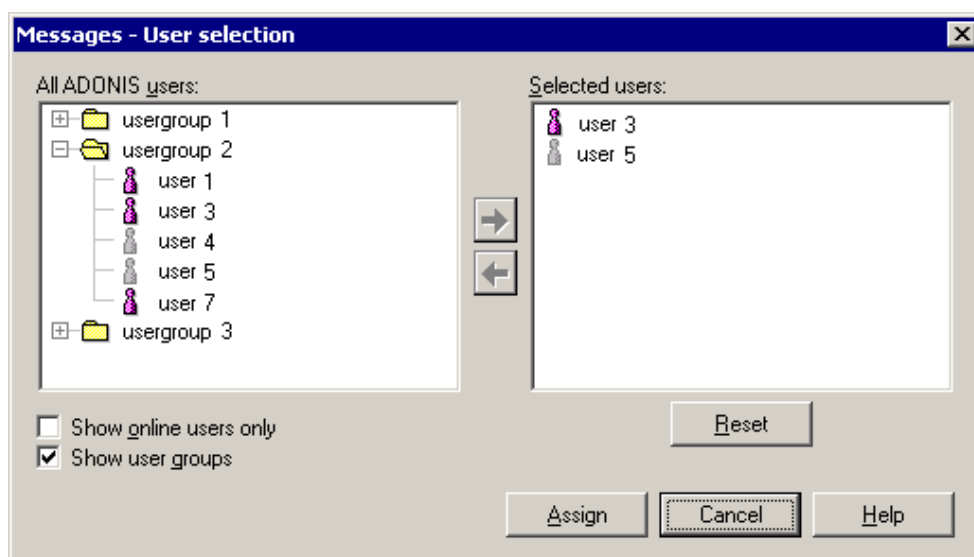 Messages - User selection
All ADONIS users:
usergroup 1
usergroup 2
user 1
user 3
user 4
user 5
user 7
usergroup 3
Show online users only
Show user groups
Selected users:
user 3
user 5
Reset
Assign
Cancel
Help